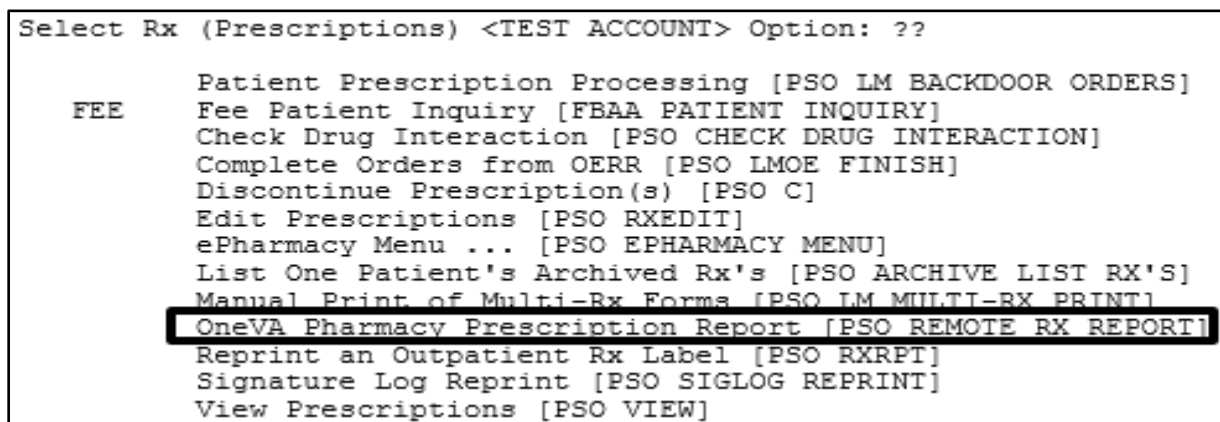 Select Rx (Prescriptions) <TEST ACCOUNT> Option: ??
Patient Prescription Processing [PSO LM BACKDOOR ORDERS]
FEE Fee Patient Inquiry [FBAA PATIENT INQUIRY]
Check Drug Interaction [PSO CHECK DRUG INTERACTION]
Complete Orders from OERR [PSO LMOE FINISH]
Discontinue Prescription(s) [PSO C]
Edit Prescriptions [PSO RXEDIT]
ePharmacy Menu ... [PSO EPHARMACY MENU]
List One Patient's Archived Rx's [PSO ARCHIVE LIST RX'S]
Manual Print of Multi-Rx Forms [PSO LM MULTI-RX PRINT]
OneVA Pharmacy Prescription Report [PSO REMOTE RX REPORT]
Reprint an Outpatient Rx Label [PSO RXRPT]
Signature Log Reprint [PSO SIGLOG REPRINT]
View Prescriptions [PSO VIEW]